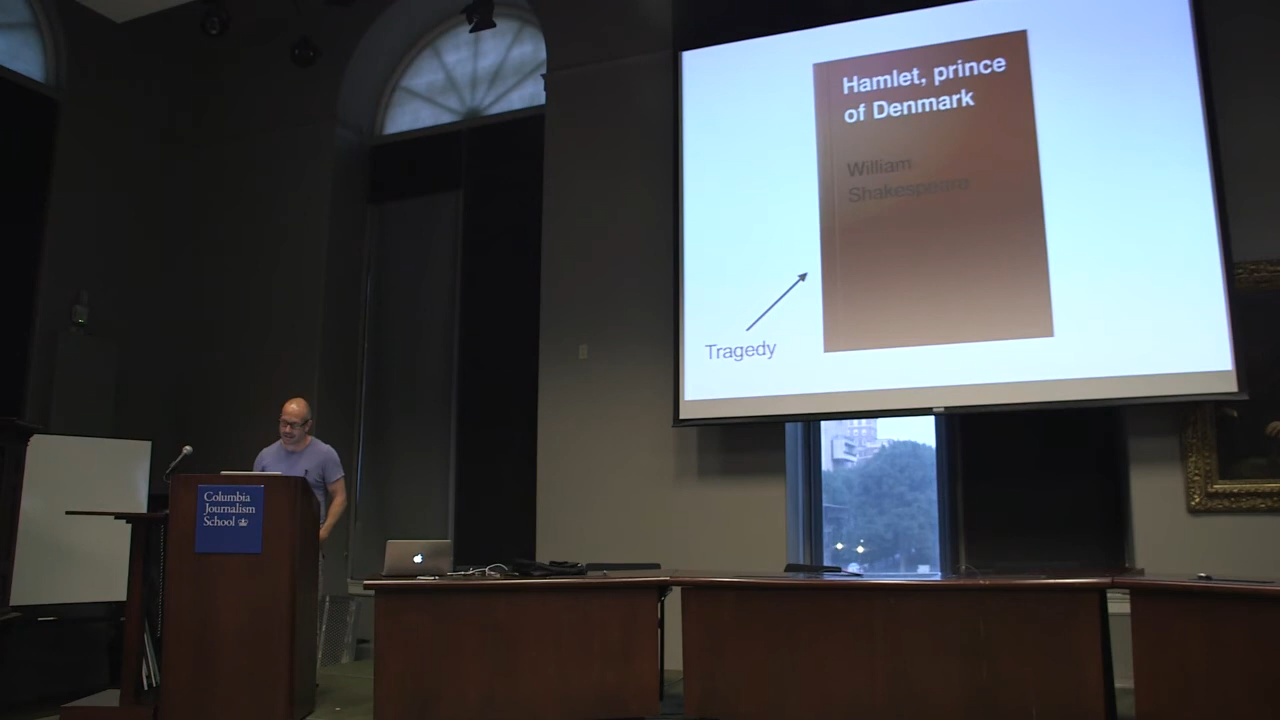 Hamlet, prince
of Denmark
William
Shakespeare
Tragedy
Columbia
Journalism
School